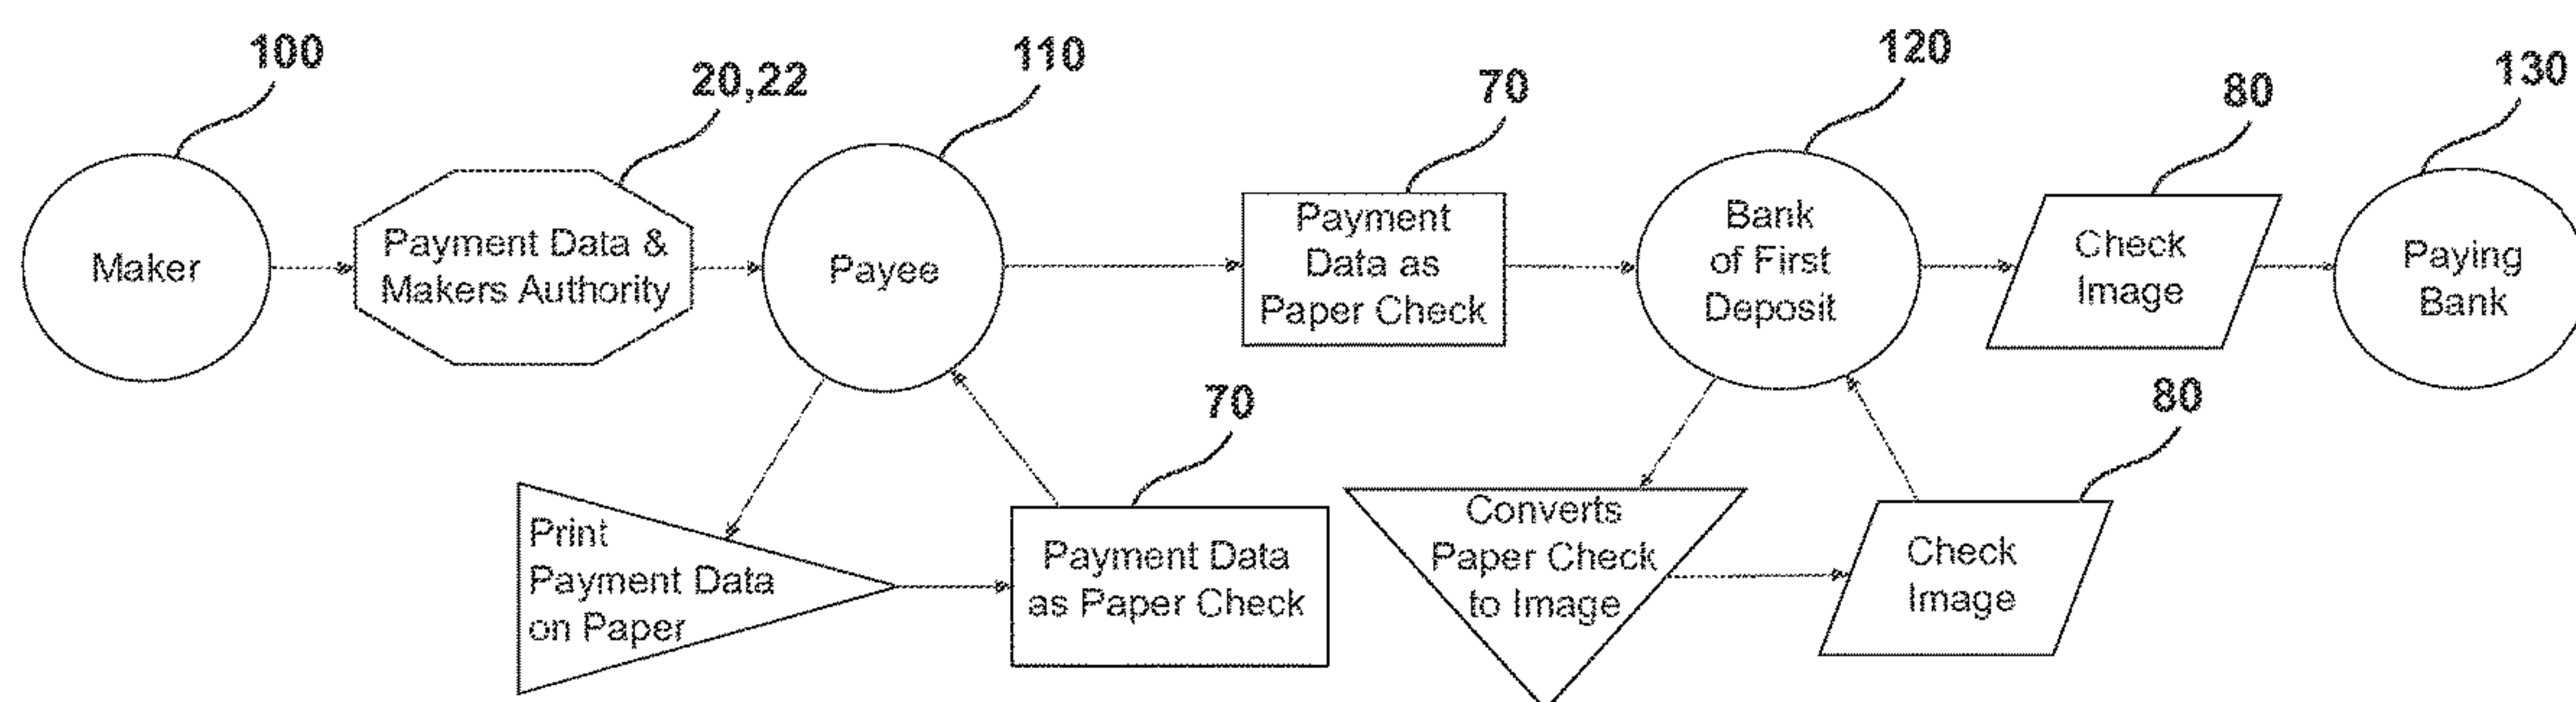 100
20,22
110
70
120
80
130
Maker
Payment Data &
Makers Authority
Payee
Payment
Data as
Paper Check
Bank
of First
Deposit
Check
Image
Paying
Bank
70
80
Print
Payment Data
on Paper
Payment Data
as Paper Check
Converts
Paper Check
to Image
Check
Image